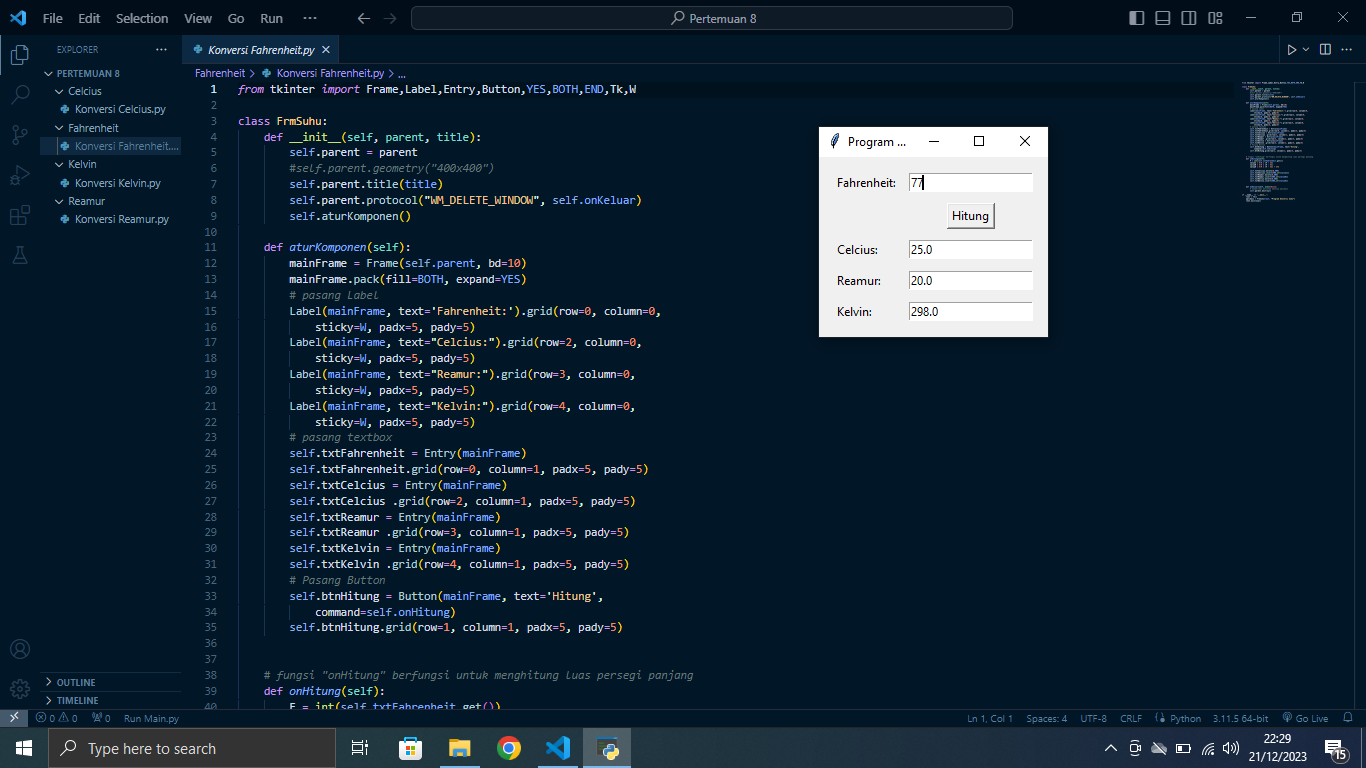 File Edit Selection View Go Run ··· Pertemuan 8
EXPLORER ···
PERTEMUAN 8
Celcius
Konversi Celcius.py
Fahrenheit
Konversi Fahrenheit....
Kelvin
Konversi Kelvin.py
Reamur
Konversi Reamur.py
OUTLINE
TIMELINE
Konversi Fahrenheit.py
Fahrenheit > Konversi Fahrenheit.py > ...
1 from tkinter import Frame,Label,Entry,Button,YES,BOTH,END,Tk,W
2
3 class FrmSuhu:
4 def __init__(self, parent, title):
5 self.parent = parent
6 #self.parent.geometry("400x400")
7 self.parent.title(title)
8 self.parent.protocol("WM_DELETE_WINDOW", self.onKeluar)
9 self.aturKomponen()
10
11 def aturKomponen(self):
12 mainFrame = Frame(self.parent, bd=10)
13 mainFrame.pack(fill=BOTH, expand=YES)
14 # pasang Label
15 Label(mainFrame, text='Fahrenheit:').grid(row=0, column=0,
16 sticky=W, padx=5, pady=5)
17 Label(mainFrame, text="Celcius:").grid(row=2, column=0,
18 sticky=W, padx=5, pady=5)
19 Label(mainFrame, text="Reamur:").grid(row=3, column=0,
20 sticky=W, padx=5, pady=5)
21 Label(mainFrame, text="Kelvin:").grid(row=4, column=0,
22 sticky=W, padx=5, pady=5)
23 # pasang textbox
24 self.txtFahrenheit = Entry(mainFrame)
25 self.txtFahrenheit.grid(row=0, column=1, padx=5, pady=5)
26 self.txtCelcius = Entry(mainFrame)
27 self.txtCelcius .grid(row=2, column=1, padx=5, pady=5)
28 self.txtReamur = Entry(mainFrame)
29 self.txtReamur .grid(row=3, column=1, padx=5, pady=5)
30 self.txtKelvin = Entry(mainFrame)
31 self.txtKelvin .grid(row=4, column=1, padx=5, pady=5)
32 # Pasang Button
33 self.btnHitung = Button(mainFrame, text='Hitung',
34 command=self.onHitung)
35 self.btnHitung.grid(row=1, column=1, padx=5, pady=5)
36
37
38 # fungsi "onHitung" berfungsi untuk menghitung luas persegi panjang
39 def onHitung(self):
40 F = int(self.txtFahrenheit.get())
Program ...
Fahrenheit: 77
Hitung
Celcius: 25.0
Reamur: 20.0
Kelvin: 298.0
0 0 0 Run Main.py Ln 1, Col 1 Spaces: 4 UTF-8 CRLF Python 3.11.5 64-bit Go Live
Type here to search
22:29
21/12/2023
15